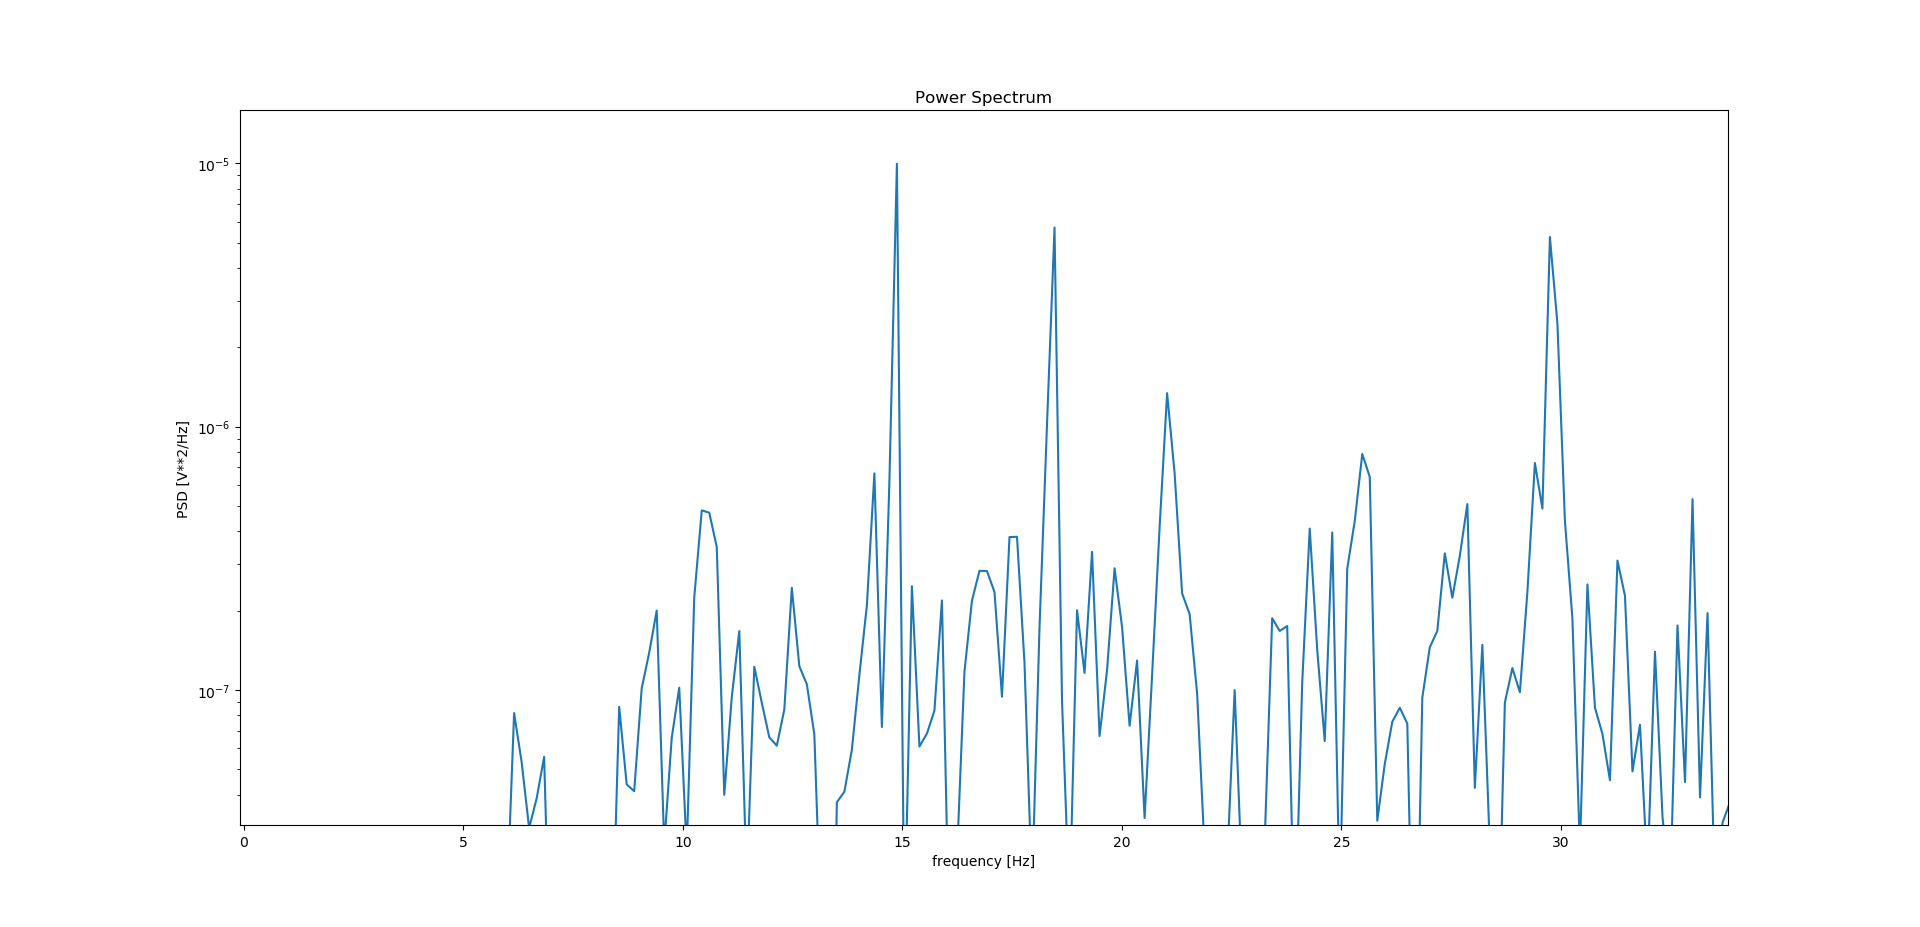 Power Spectrum
10⁻⁵
10⁻⁶
10⁻⁷
PSD [V**2/Hz]
0 5 10 15 20 25 30
frequency [Hz]